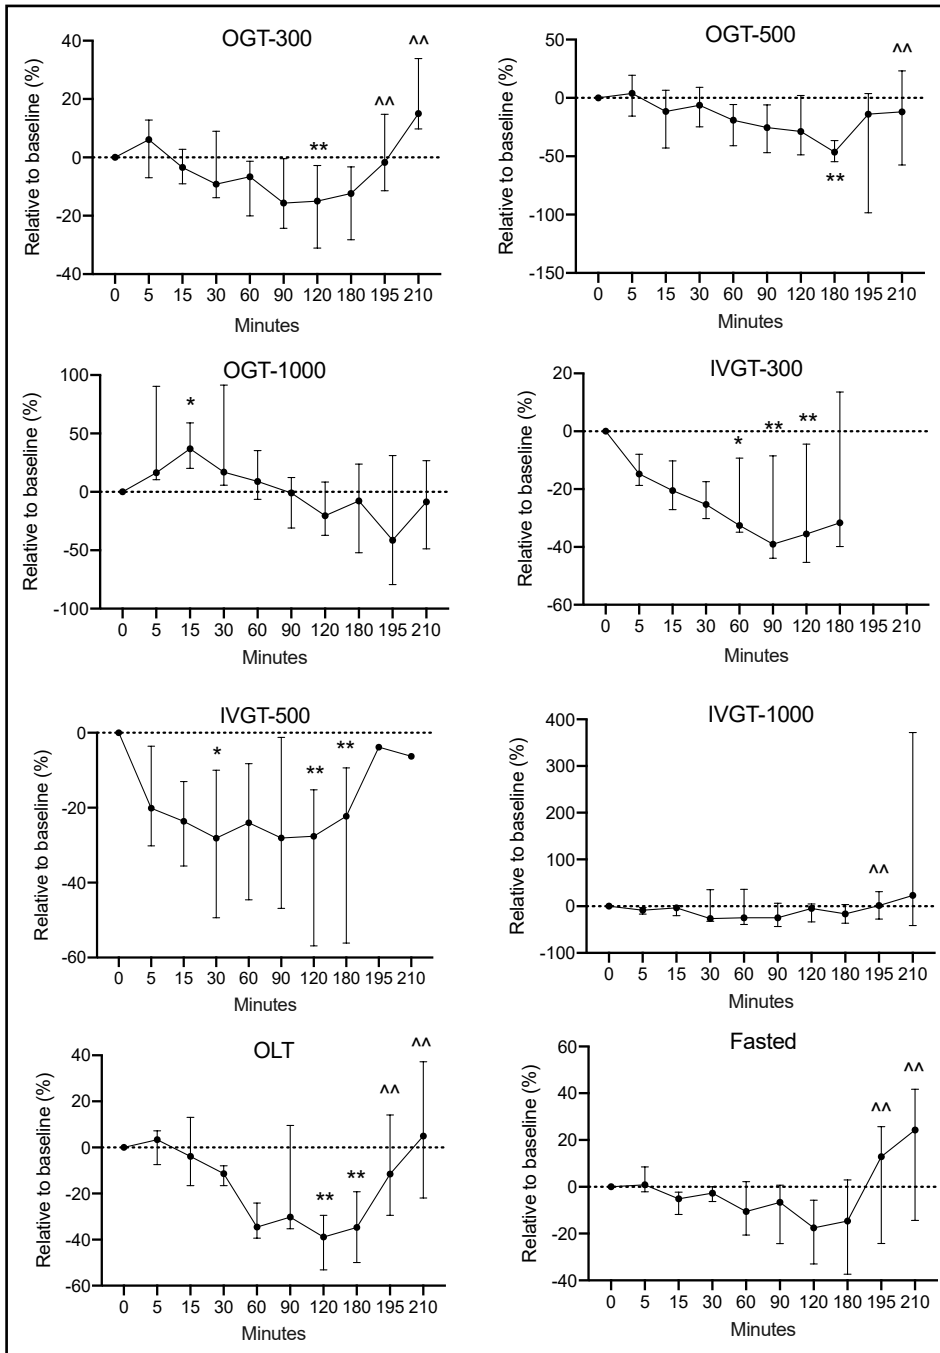 OGT-300
Relative to baseline (%)
40
20
0
-20
-40
** ^^ ^^
0 5 15 30 60 90 120 180 195 210
Minutes
OGT-500
Relative to baseline (%)
50
0
-50
-100
-150
** ^^
0 5 15 30 60 90 120 180 195 210
Minutes
OGT-1000
Relative to baseline (%)
100
50
0
-50
-100
*
0 5 15 30 60 90 120 180 195 210
Minutes
IVGT-300
Relative to baseline (%)
20
0
-20
-40
-60
* ** **
0 5 15 30 60 90 120 180 195 210
Minutes
IVGT-500
Relative to baseline (%)
0
-20
-40
-60
* ** **
0 5 15 30 60 90 120 180 195 210
Minutes
IVGT-1000
Relative to baseline (%)
400
300
200
100
0
-100
^^
0 5 15 30 60 90 120 180 195 210
Minutes
OLT
Relative to baseline (%)
40
20
0
-20
-40
-60
** ** ^^ ^^
0 5 15 30 60 90 120 180 195 210
Minutes
Fasted
Relative to baseline (%)
60
40
20
0
-20
-40
^^ ^^
0 5 15 30 60 90 120 180 195 210
Minutes